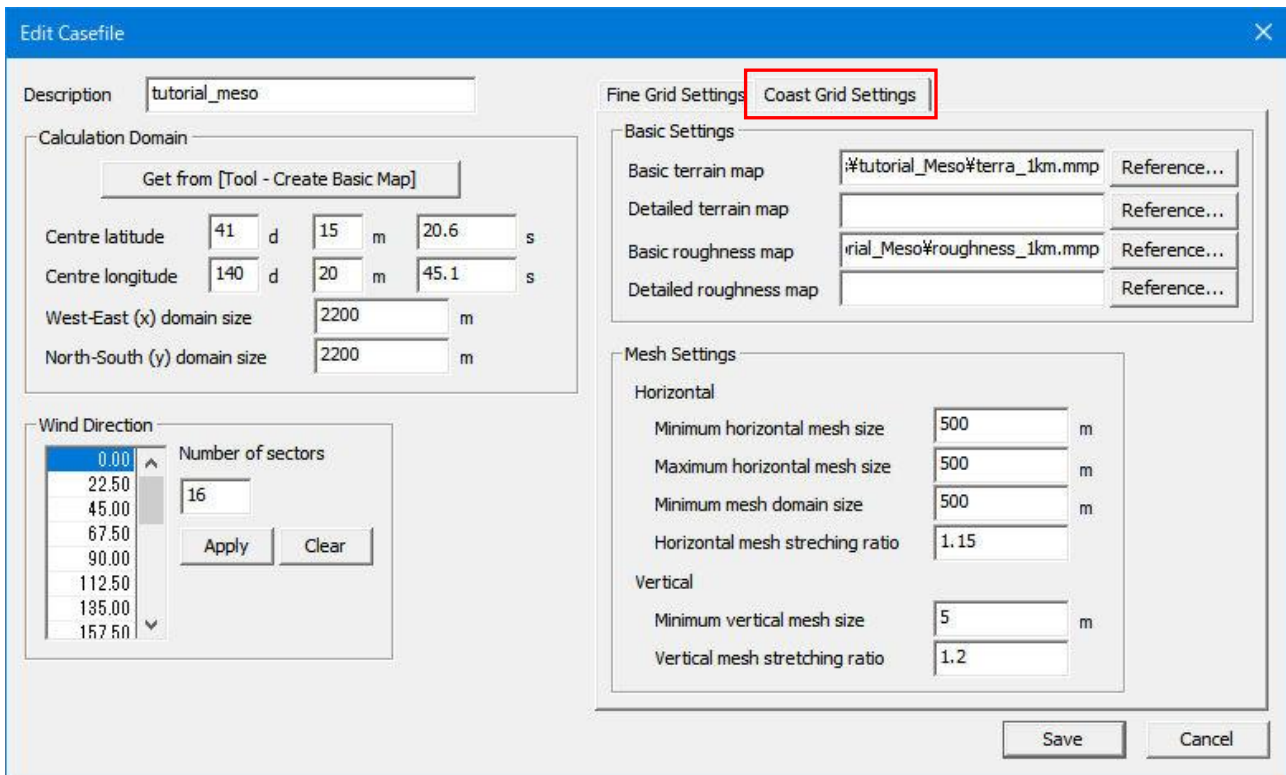 Edit Casefile
Description tutorial_meso
Calculation Domain
Get from [Tool - Create Basic Map]
Centre latitude 41 d 15 m 20.6 s
Centre longitude 140 d 20 m 45.1 s
West-East (x) domain size 2200 m
North-South (y) domain size 2200 m
Wind Direction
0.00
22.50
45.00
67.50
90.00
112.50
135.00
157.50
Number of sectors
16
Apply Clear
Fine Grid Settings Coast Grid Settings
Basic Settings
Basic terrain map ¥tutorial_Meso¥terra_1km.mmp Reference...
Detailed terrain map Reference...
Basic roughness map rial_Meso¥roughness_1km.mmp Reference...
Detailed roughness map Reference...
Mesh Settings
Horizontal
Minimum horizontal mesh size 500 m
Maximum horizontal mesh size 500 m
Minimum mesh domain size 500 m
Horizontal mesh streching ratio 1.15
Vertical
Minimum vertical mesh size 5 m
Vertical mesh stretching ratio 1.2
Save Cancel